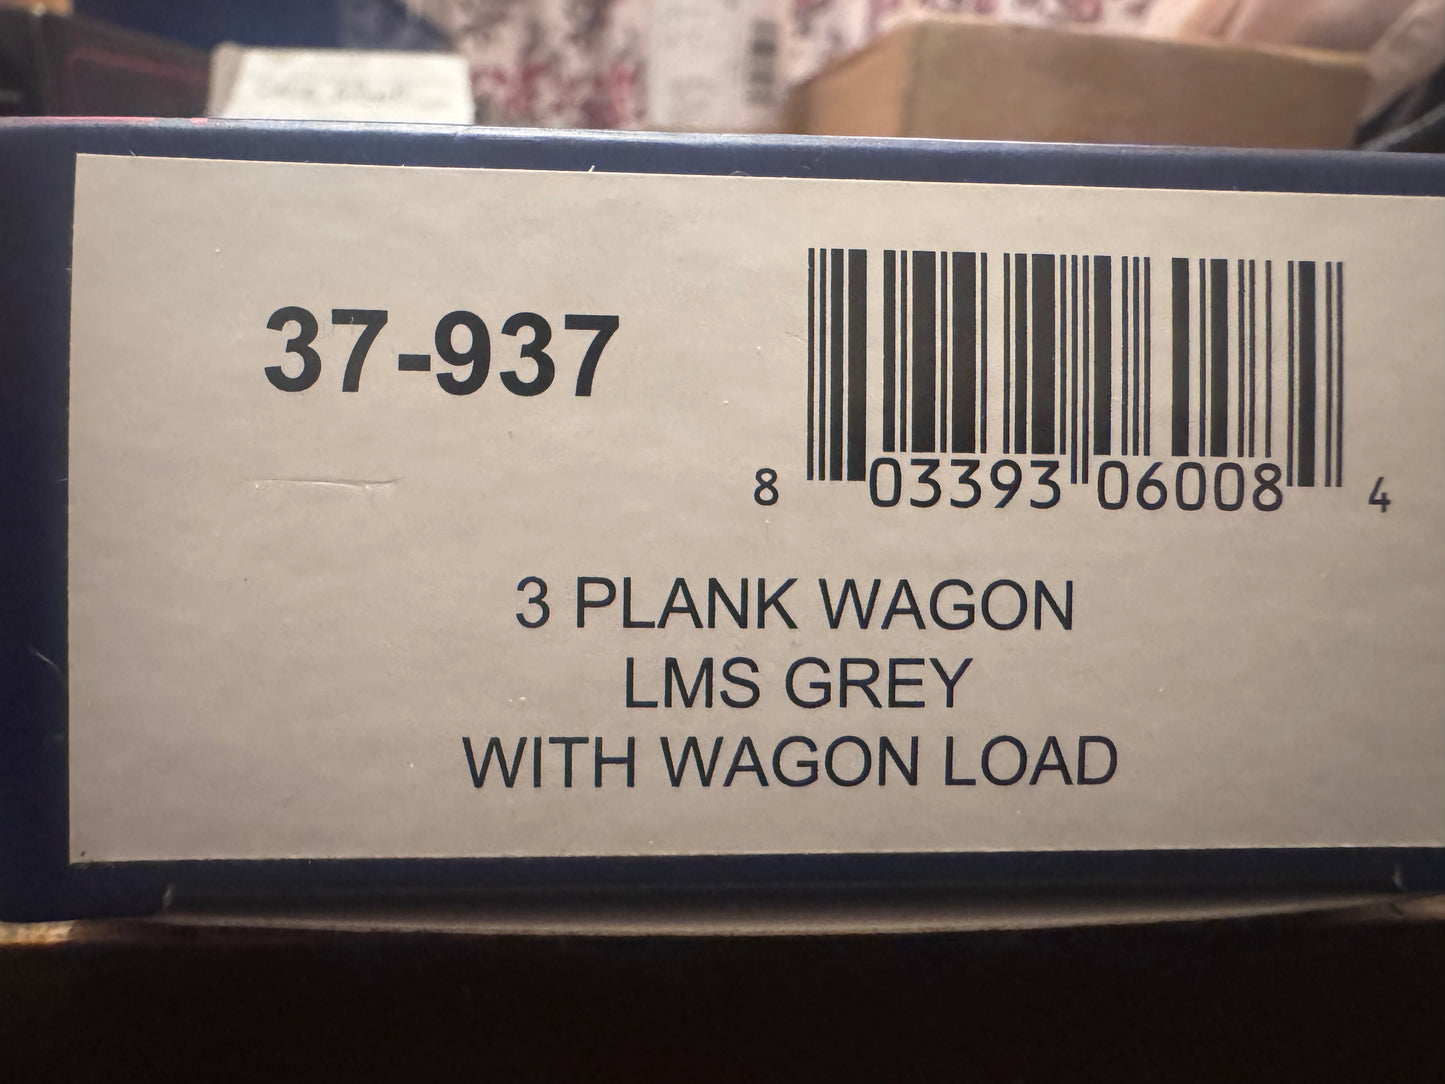 37-937
8 03393 06008 4
3 PLANK WAGON
LMS GREY
WITH WAGON LOAD